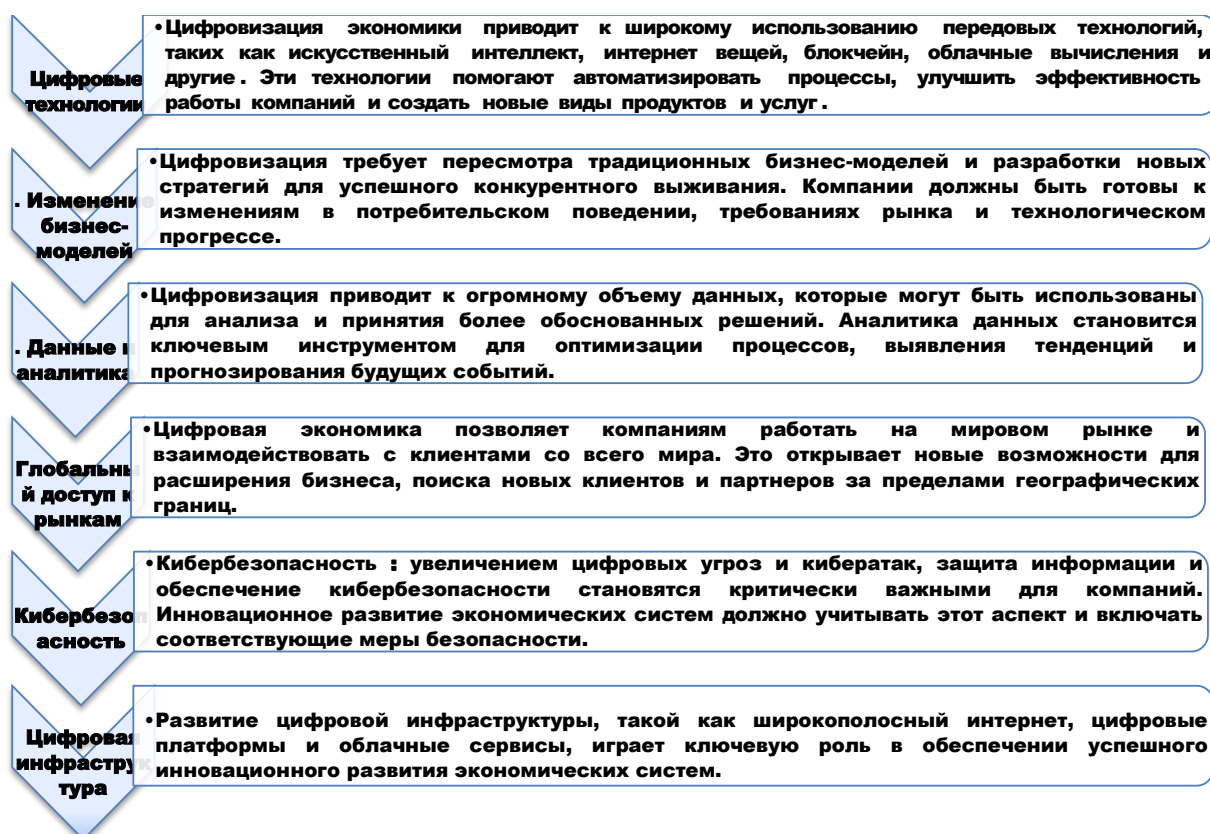 Цифровые
технологии
•Цифровизация экономики приводит к широкому использованию передовых технологий,
таких как искусственный интеллект, интернет вещей, блокчейн, облачные вычисления и
другие . Эти технологии помогают автоматизировать процессы, улучшить эффективность
работы компаний и создать новые виды продуктов и услуг .
. Изменение
бизнес-
моделей
•Цифровизация требует пересмотра традиционных бизнес-моделей и разработки новых
стратегий для успешного конкурентного выживания. Компании должны быть готовы к
изменениям в потребительском поведении, требованиях рынка и технологическом
прогрессе.
. Данные и
аналитика
•Цифровизация приводит к огромному объему данных, которые могут быть использованы
для анализа и принятия более обоснованных решений. Аналитика данных становится
ключевым инструментом для оптимизации процессов, выявления тенденций и
прогнозирования будущих событий.
Глобальны
й доступ к
рынкам
•Цифровая экономика позволяет компаниям работать на мировом рынке и
взаимодействовать с клиентами со всего мира. Это открывает новые возможности для
расширения бизнеса, поиска новых клиентов и партнеров за пределами географических
границ.
Кибербезоп
асность
•Кибербезопасность : увеличением цифровых угроз и кибератак, защита информации и
обеспечение кибербезопасности становятся критически важными для компаний.
Инновационное развитие экономических систем должно учитывать этот аспект и включать
соответствующие меры безопасности.
Цифровая
инфраструк
тура
•Развитие цифровой инфраструктуры, такой как широкополосный интернет, цифровые
платформы и облачные сервисы, играет ключевую роль в обеспечении успешного
инновационного развития экономических систем.